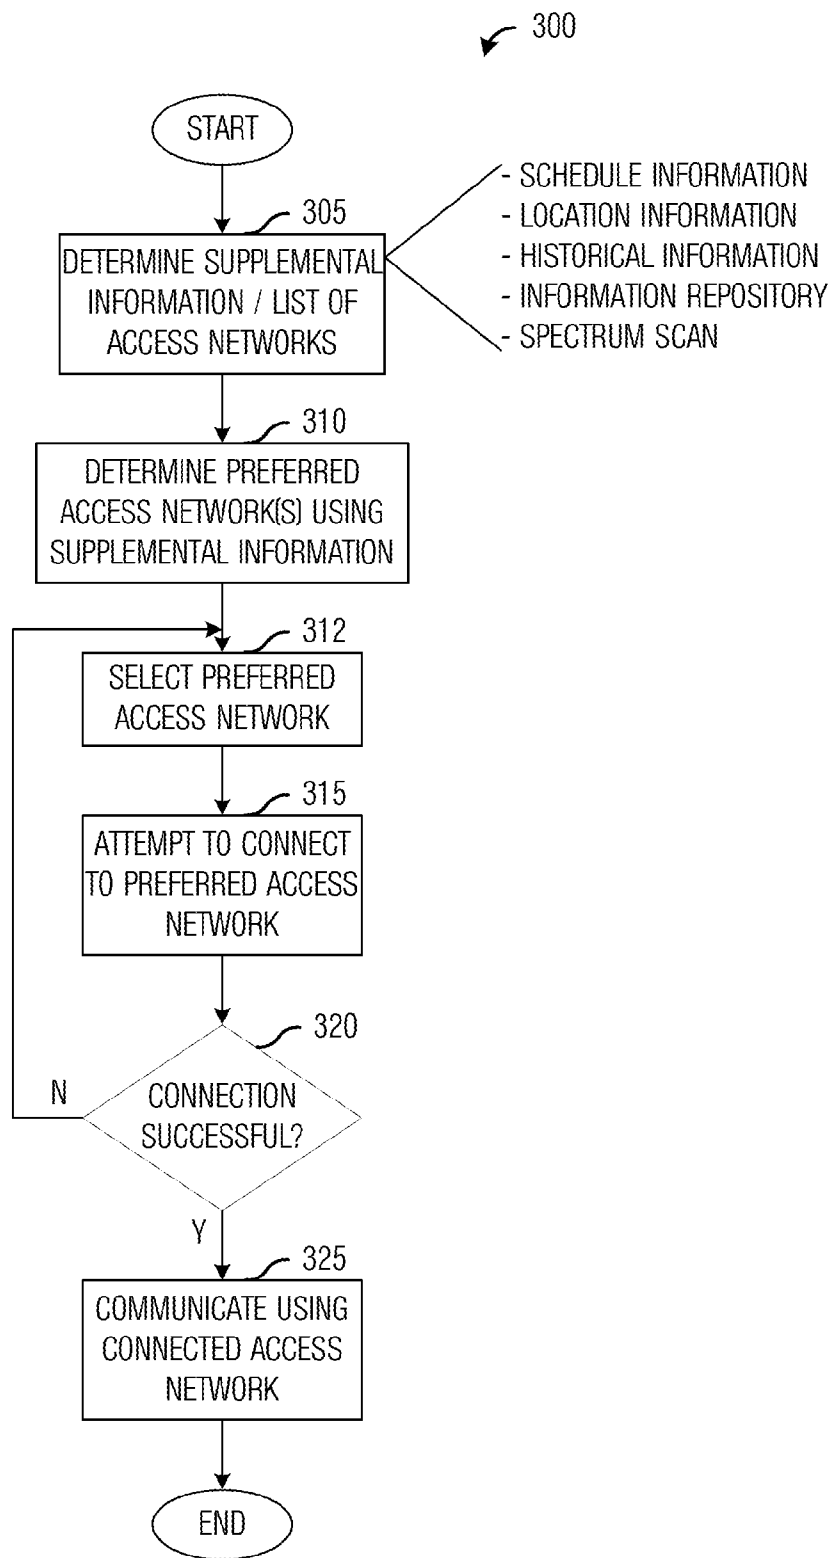 300
START
305
DETERMINE SUPPLEMENTAL
INFORMATION / LIST OF
ACCESS NETWORKS
- SCHEDULE INFORMATION
- LOCATION INFORMATION
- HISTORICAL INFORMATION
- INFORMATION REPOSITORY
- SPECTRUM SCAN
310
DETERMINE PREFERRED
ACCESS NETWORK(S) USING
SUPPLEMENTAL INFORMATION
312
SELECT PREFERRED
ACCESS NETWORK
315
ATTEMPT TO CONNECT
TO PREFERRED ACCESS
NETWORK
320
CONNECTION
SUCCESSFUL?
N
Y
325
COMMUNICATE USING
CONNECTED ACCESS
NETWORK
END